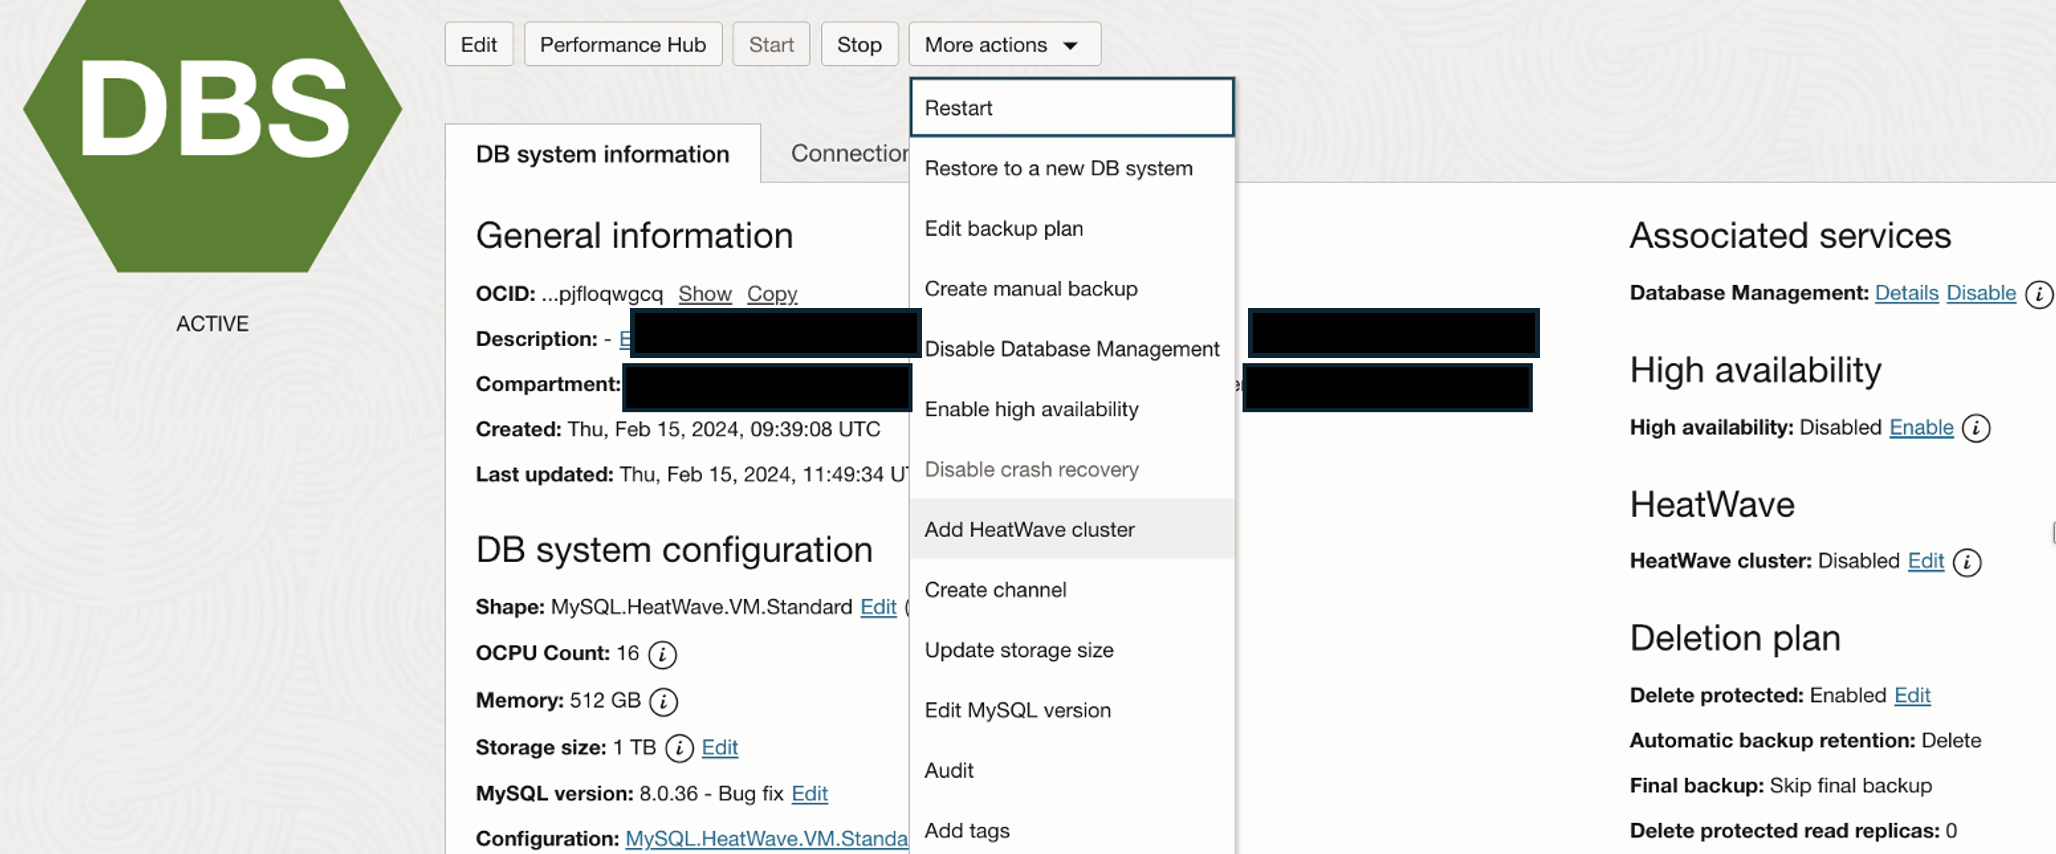 DBS
ACTIVE
Edit
Performance Hub
Start
Stop
More actions
DB system information
General information
OCID: ...pjfloqwgcq Show Copy
Description: -
Compartment:
Created: Thu, Feb 15, 2024, 09:39:08 UTC
Last updated: Thu, Feb 15, 2024, 11:49:34
DB system configuration
Shape: MySQL.HeatWave.VM.Standard Edit
OCPU Count: 16
Memory: 512 GB
Storage size: 1 TB Edit
MySQL version: 8.0.36 - Bug fix Edit
Configuration: MySQL.HeatWave.VM.Standa
Restart
Restore to a new DB system
Edit backup plan
Create manual backup
Disable Database Management
Enable high availability
Disable crash recovery
Add HeatWave cluster
Create channel
Update storage size
Edit MySQL version
Audit
Add tags
Associated services
Database Management: Details Disable
High availability
High availability: Disabled Enable
HeatWave
HeatWave cluster: Disabled Edit
Deletion plan
Delete protected: Enabled Edit
Automatic backup retention: Delete
Final backup: Skip final backup
Delete protected read replicas: 0